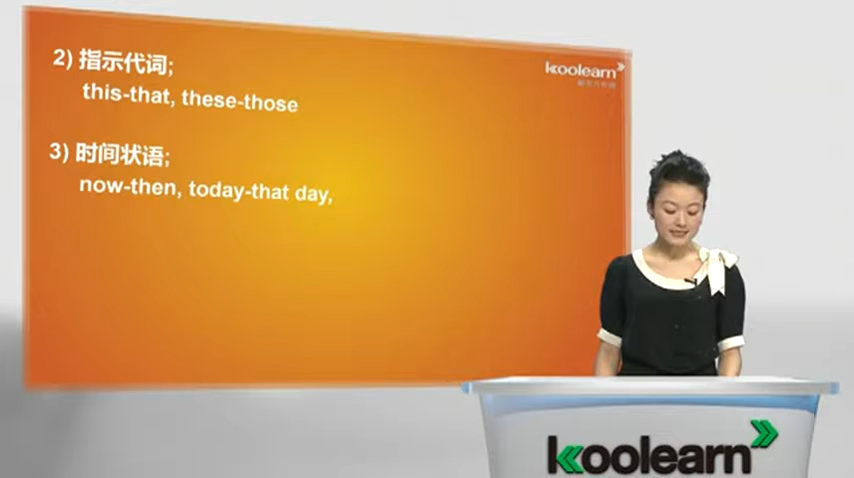 2) 指示代词;
this-that, these-those
3) 时间状语;
now-then, today-that day,
koolearn
koolearn